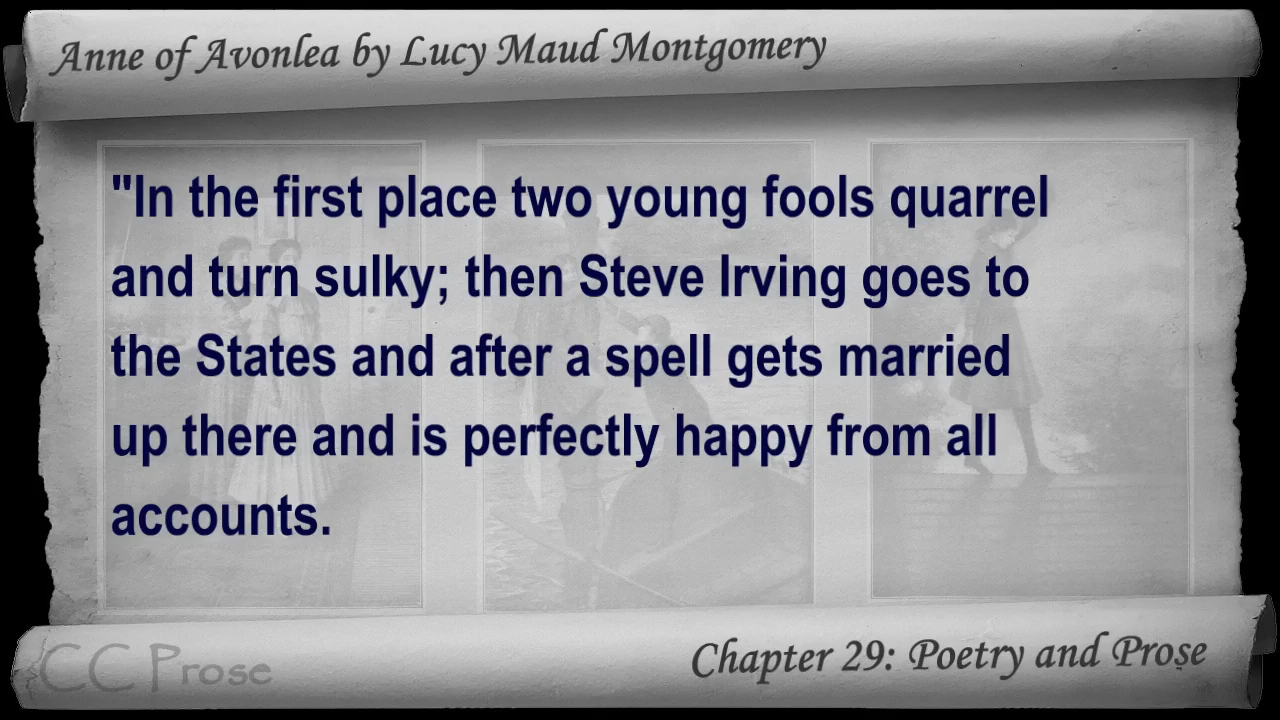 Anne of Avonlea by Lucy Maud Montgomery
"In the first place two young fools quarrel
and turn sulky; then Steve Irving goes to
the States and after a spell gets married
up there and is perfectly happy from all
accounts.
CC Prose
Chapter 29: Poetry and Prose